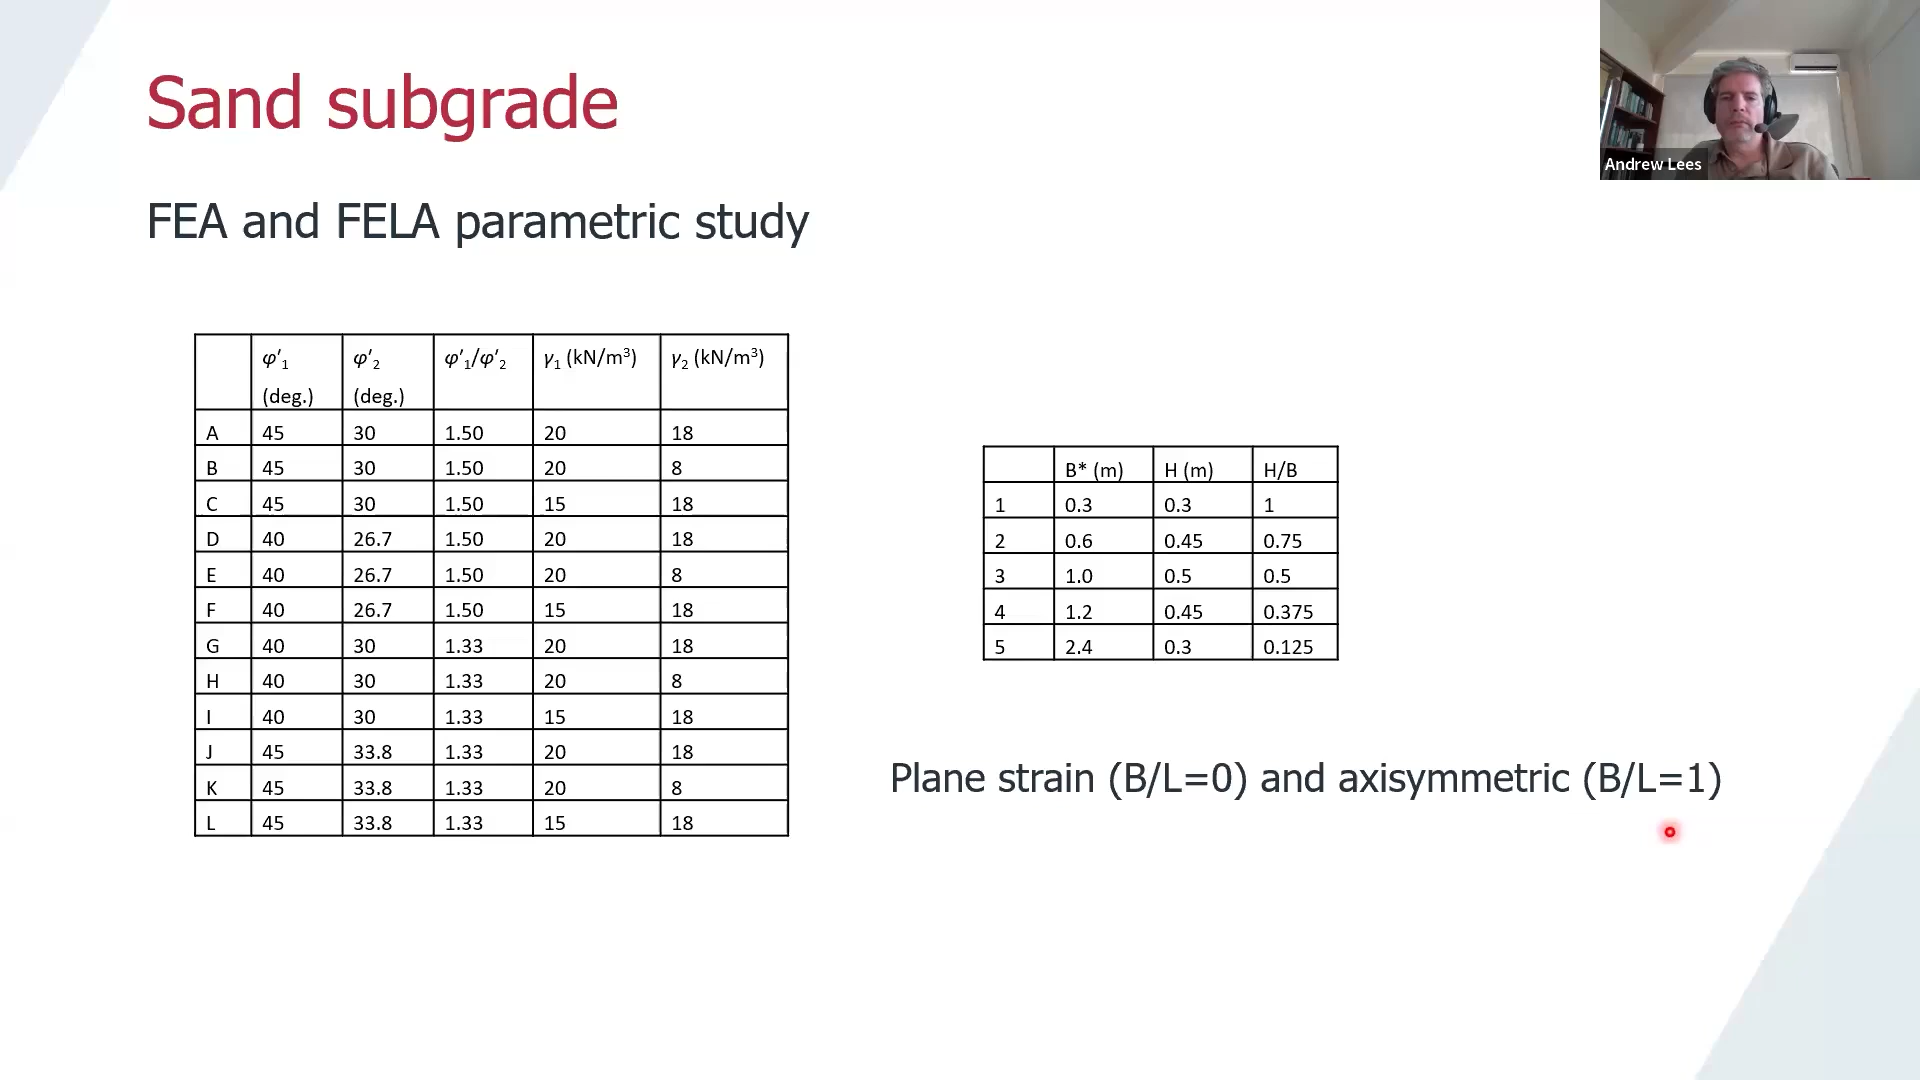 Sand subgrade
Andrew Lees
FEA and FELA parametric study
φ′₁ (deg.) φ′₂ (deg.) φ′₁/φ′₂ γ₁ (kN/m³) γ₂ (kN/m³)
A 45 30 1.50 20 18
B 45 30 1.50 20 8
C 45 30 1.50 15 18
D 40 26.7 1.50 20 18
E 40 26.7 1.50 20 8
F 40 26.7 1.50 15 18
G 40 30 1.33 20 18
H 40 30 1.33 20 8
I 40 30 1.33 15 18
J 45 33.8 1.33 20 18
K 45 33.8 1.33 20 8
L 45 33.8 1.33 15 18
B* (m) H (m) H/B
1 0.3 0.3 1
2 0.6 0.45 0.75
3 1.0 0.5 0.5
4 1.2 0.45 0.375
5 2.4 0.3 0.125
Plane strain (B/L=0) and axisymmetric (B/L=1)